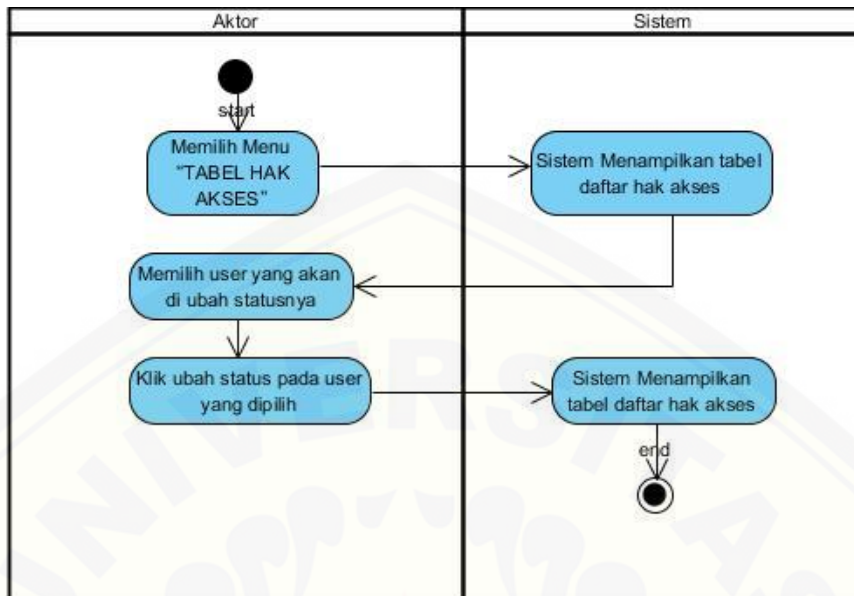 Aktor
Sistem
start
Memilih Menu
"TABEL HAK
AKSES"
Sistem Menampilkan tabel
daftar hak akses
Memilih user yang akan
di ubah statusnya
Klik ubah status pada user
yang dipilih
Sistem Menampilkan
tabel daftar hak akses
end
UNIVERSITAS